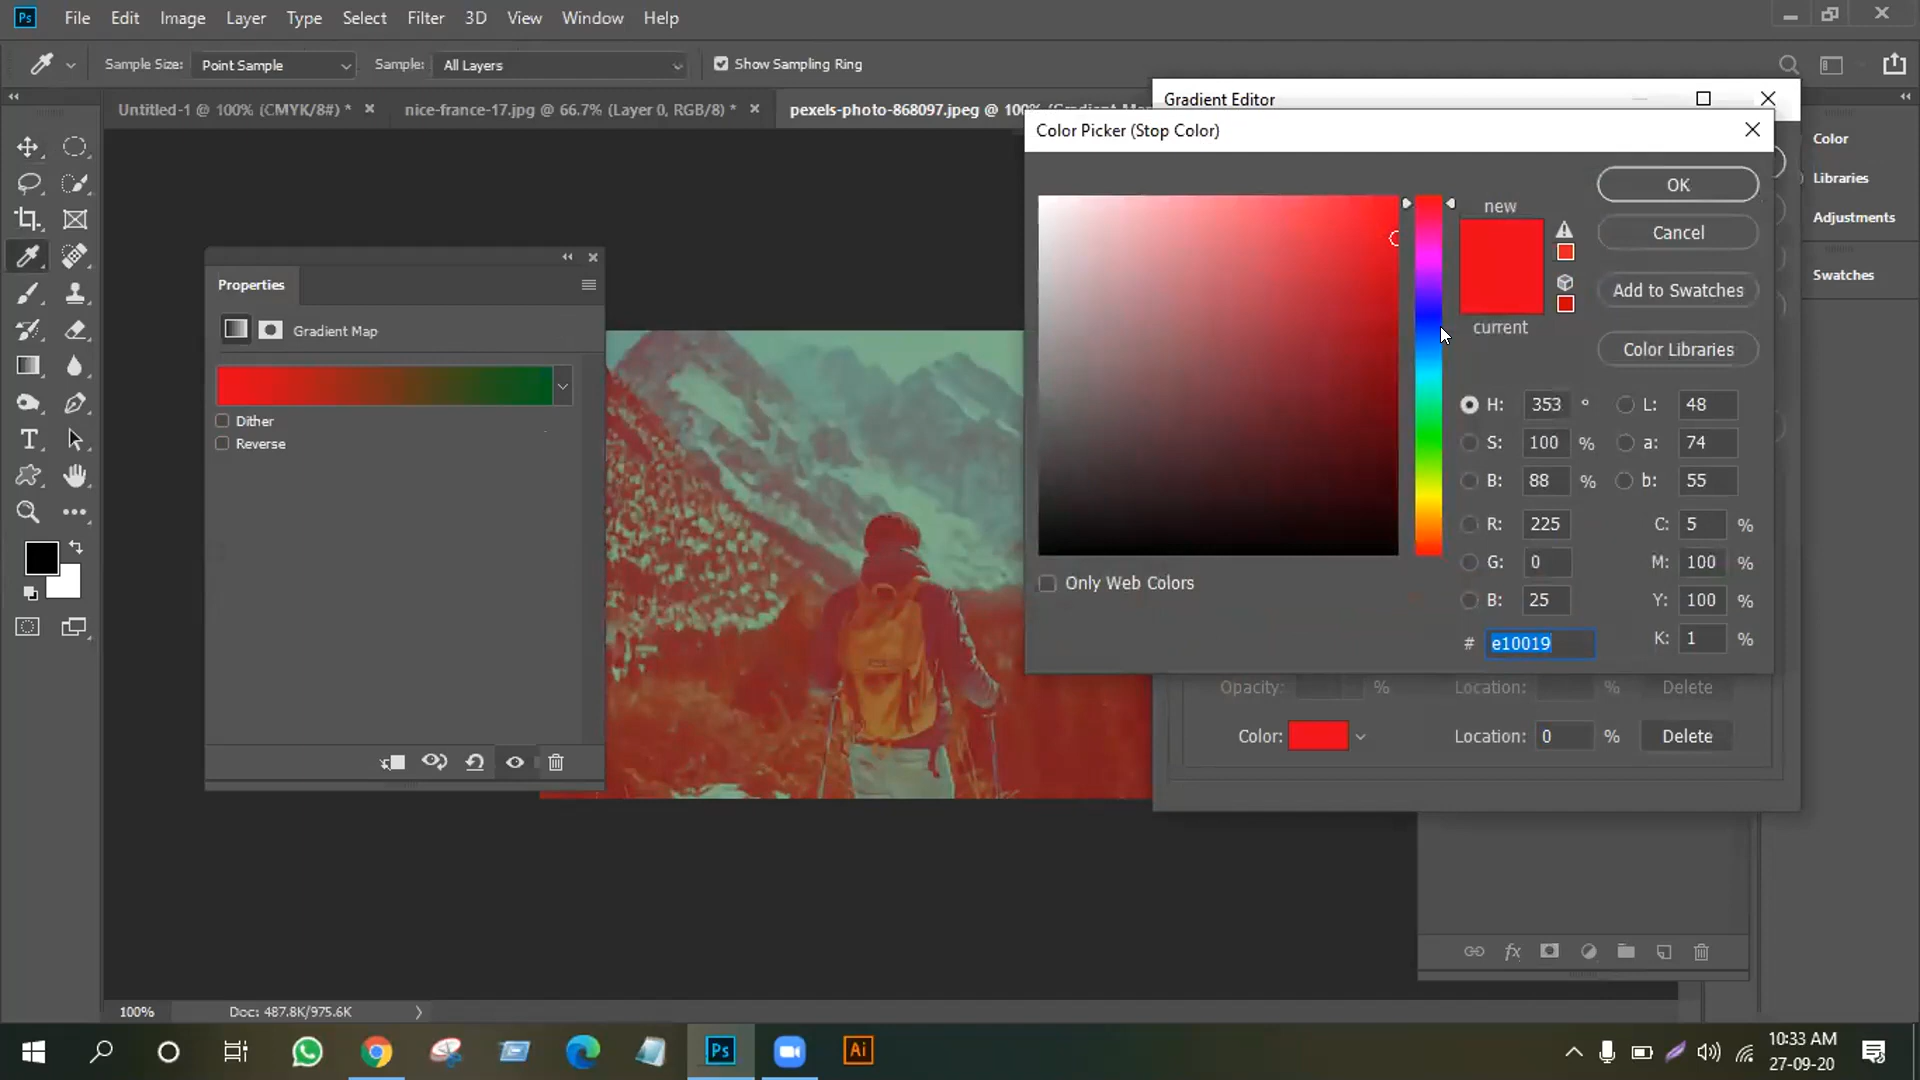 Ps File Edit Image Layer Type Select Filter 3D View Window Help
Sample Size: Point Sample Sample: All Layers Show Sampling Ring
Untitled-1 @ 100% (CMYK/8#) * nice-france-17.jpg @ 66.7% (Layer 0, RGB/8) * pexels-photo-868097.jpeg @ 100%
Gradient Editor
Color Picker (Stop Color)
new
OK
Cancel
current
Add to Swatches
Color Libraries
H: 353 °
S: 100 %
B: 88 %
R: 225
G: 0
B: 25
# e10019
L: 48
a: 74
b: 55
C: 5 %
M: 100 %
Y: 100 %
K: 1 %
Only Web Colors
Opacity: % Location: % Delete
Color: Location: 0 % Delete
Color
Libraries
Adjustments
Swatches
Properties
Gradient Map
Dither
Reverse
T
fx
100% Doc: 487.8K/975.6K
Ps Ai
10:33 AM
27-09-20